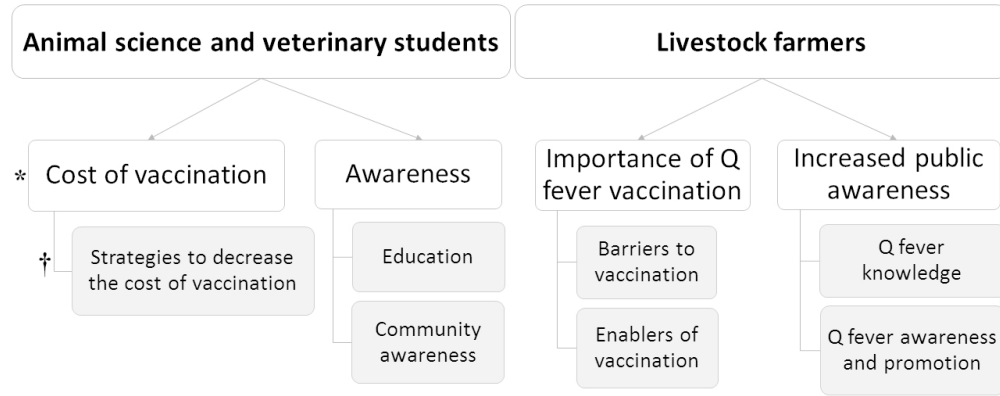 Animal science and veterinary students
Livestock farmers
* Cost of vaccination
Awareness
Importance of Q
fever vaccination
Increased public
awareness
† Strategies to decrease
the cost of vaccination
Education
Community
awareness
Barriers to
vaccination
Enablers of
vaccination
Q fever
knowledge
Q fever awareness
and promotion